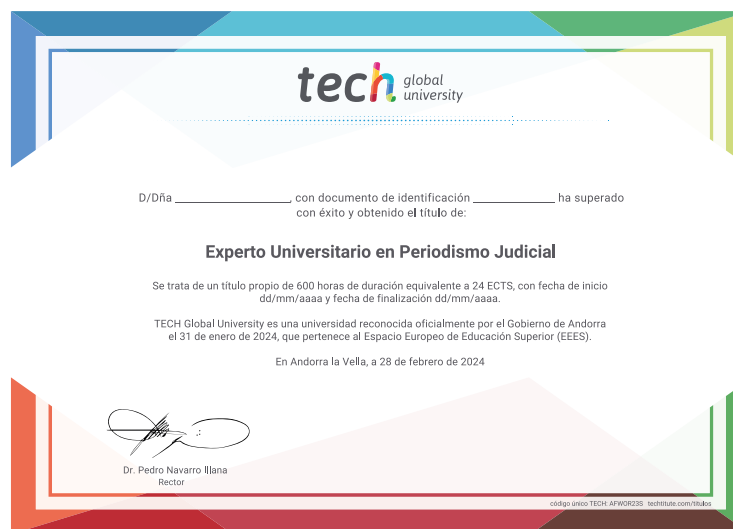 tech global university
D/Dña ____________________, con documento de identificación ______________ ha superado
con éxito y obtenido el título de:
Experto Universitario en Periodismo Judicial
Se trata de un título propio de 600 horas de duración equivalente a 24 ECTS, con fecha de inicio
dd/mm/aaaa y fecha de finalización dd/mm/aaaa.
TECH Global University es una universidad reconocida oficialmente por el Gobierno de Andorra
el 31 de enero de 2024, que pertenece al Espacio Europeo de Educación Superior (EEES).
En Andorra la Vella, a 28 de febrero de 2024
Dr. Pedro Navarro Illana
Rector
código único TECH: AFWOR23S techtitute.com/titulos